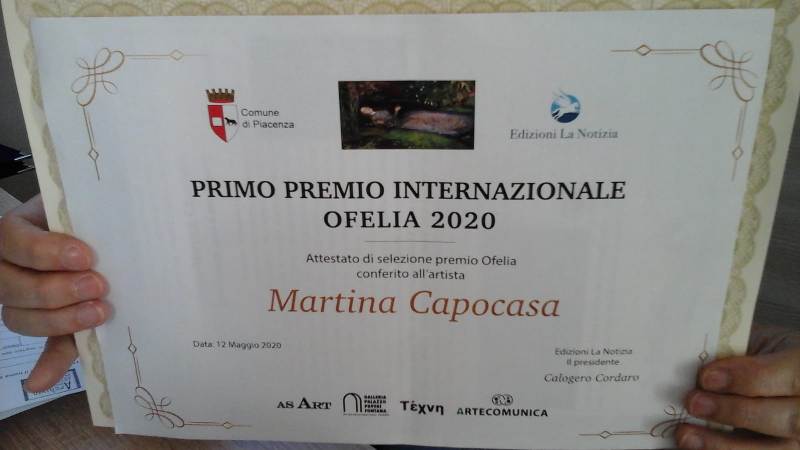 Comune
di Piacenza
Edizioni La Notizia
PRIMO PREMIO INTERNAZIONALE
OFELIA 2020
Attestato di selezione premio Ofelia
conferito all'artista
Martina Capocasa
Data: 12 Maggio 2020
Edizioni La Notizia
Il presidente
Calogero Cordaro
AS ART
GALLERIA
PALAZZO
FONTANA
Τέχνη
ARTECOMUNICA